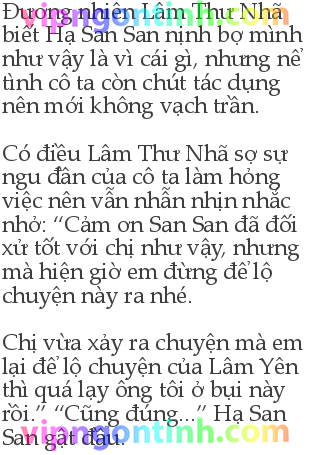 Đương nhiên Lâm Thư Nhã
vipngontinh.com
biết Hạ San San nịnh bợ mình
như vậy là vì cái gì, nhưng nể
tình cô ta còn chút tác dụng
nên mới không vạch trần.
Có điều Lâm Thư Nhã sợ sự
ngu đần của cô ta làm hỏng
việc nên vẫn nhẫn nhịn nhắc
nhở: “Cảm ơn San San đã đối
xử tốt với chị như vậy, nhưng
mà hiện giờ em đừng để lộ
chuyện này ra nhé.
Chị vừa xảy ra chuyện mà em
lại để lộ chuyện của Lâm Yên
thì quá lạy ông tôi ở bụi này
rồi.” “Cũng đúng...” Hạ San
San gật đầu.
vipngontinh.com